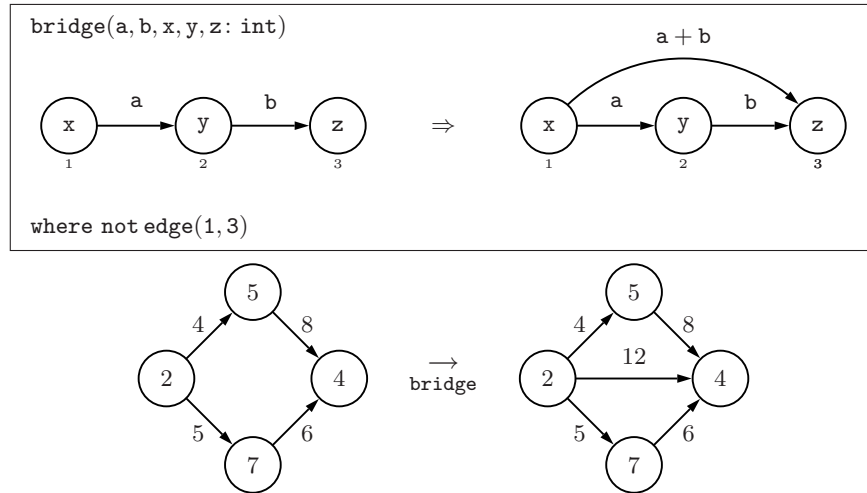 bridge(a, b, x, y, z: int)
a + b
a b ⇒ a b
x y z x y z
1 2 3 1 2 3
where not edge(1, 3)
5 5
4 8 4 8
2 4 → 2 12 4
bridge
5 6 5 6
7 7